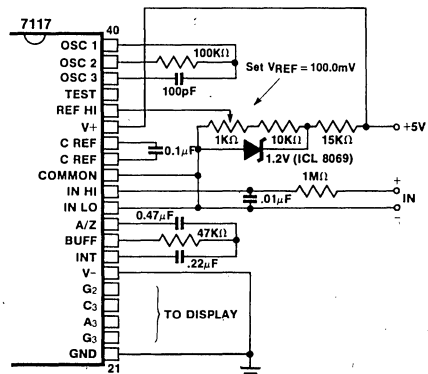 7117
40
OSC 1
OSC 2
100KΩ
OSC 3
100pF
TEST
Set VREF = 100.0mV
REF HI
V+
1KΩ
10KΩ
15KΩ
+5V
C REF
0.1μF
1.2V (ICL 8069)
C REF
COMMON
1MΩ
+
IN HI
.01μF
IN
IN LO
−
0.47μF
A/Z
BUFF
47KΩ
INT
.22μF
V−
G2
C3
TO DISPLAY
A3
G3
GND
21